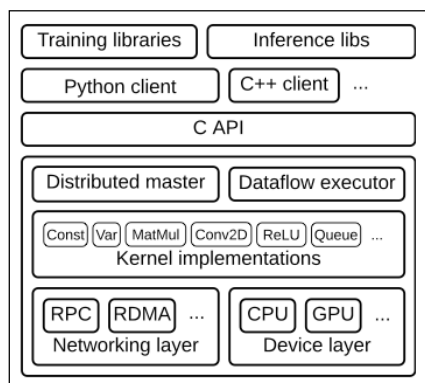 Training libraries Inference libs
Python client C++ client ...
C API
Distributed master Dataflow executor
Const Var MatMul Conv2D ReLU Queue ...
Kernel implementations
RPC RDMA ... CPU GPU ...
Networking layer Device layer